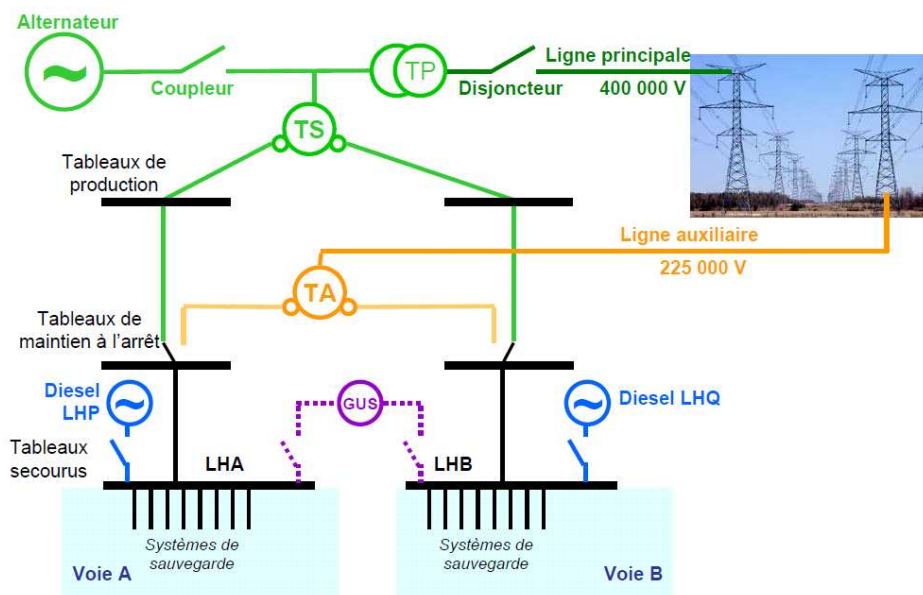 Alternateur
Coupleur
TP
Disjoncteur
Ligne principale
400 000 V
TS
Tableaux de
production
Ligne auxiliaire
225 000 V
TA
Tableaux de
maintien à l'arrêt
Diesel
LHP
GUS
Diesel LHQ
Tableaux
secourus
LHA
LHB
Systèmes de
sauvegarde
Systèmes de
sauvegarde
Voie A
Voie B